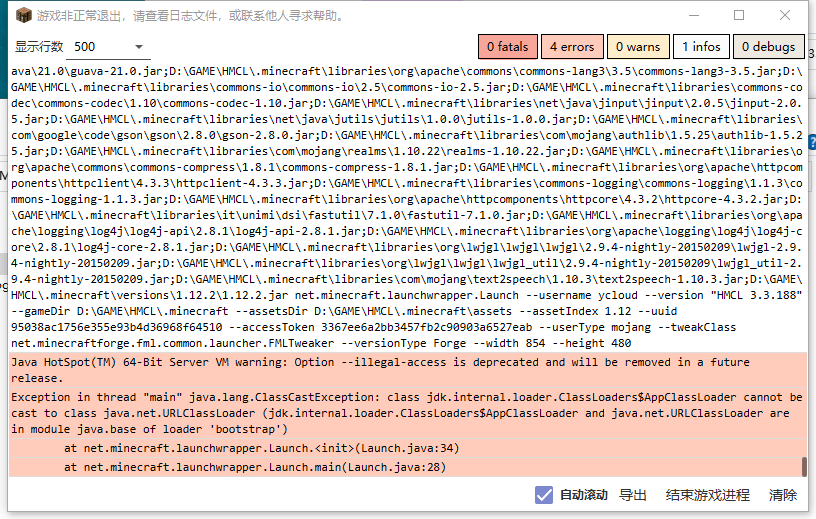 游戏非正常退出，请查看日志文件，或联系他人寻求帮助。
显示行数 500 0 fatals 4 errors 0 warns 1 infos 0 debugs
ava\21.0\guava-21.0.jar;D:\GAME\HMCL\.minecraft\libraries\org\apache\commons\commons-lang3\3.5\commons-lang3-3.5.jar;D:\
GAME\HMCL\.minecraft\libraries\commons-io\commons-io\2.5\commons-io-2.5.jar;D:\GAME\HMCL\.minecraft\libraries\commons-co
dec\commons-codec\1.10\commons-codec-1.10.jar;D:\GAME\HMCL\.minecraft\libraries\net\java\jinput\jinput\2.0.5\jinput-2.0.
5.jar;D:\GAME\HMCL\.minecraft\libraries\net\java\jutils\jutils\1.0.0\jutils-1.0.0.jar;D:\GAME\HMCL\.minecraft\libraries\
com\google\code\gson\gson\2.8.0\gson-2.8.0.jar;D:\GAME\HMCL\.minecraft\libraries\com\mojang\authlib\1.5.25\authlib-1.5.2
5.jar;D:\GAME\HMCL\.minecraft\libraries\com\mojang\realms\1.10.22\realms-1.10.22.jar;D:\GAME\HMCL\.minecraft\libraries\o
rg\apache\commons\commons-compress\1.8.1\commons-compress-1.8.1.jar;D:\GAME\HMCL\.minecraft\libraries\org\apache\httpcom
ponents\httpclient\4.3.3\httpclient-4.3.3.jar;D:\GAME\HMCL\.minecraft\libraries\commons-logging\commons-logging\1.1.3\co
mmons-logging-1.1.3.jar;D:\GAME\HMCL\.minecraft\libraries\org\apache\httpcomponents\httpcore\4.3.2\httpcore-4.3.2.jar;D:
\GAME\HMCL\.minecraft\libraries\it\unimi\dsi\fastutil\7.1.0\fastutil-7.1.0.jar;D:\GAME\HMCL\.minecraft\libraries\org\apa
che\logging\log4j\log4j-api\2.8.1\log4j-api-2.8.1.jar;D:\GAME\HMCL\.minecraft\libraries\org\apache\logging\log4j\log4j-c
ore\2.8.1\log4j-core-2.8.1.jar;D:\GAME\HMCL\.minecraft\libraries\org\lwjgl\lwjgl\lwjgl\2.9.4-nightly-20150209\lwjgl-2.9.
4-nightly-20150209.jar;D:\GAME\HMCL\.minecraft\libraries\org\lwjgl\lwjgl\lwjgl_util\2.9.4-nightly-20150209\lwjgl_util-2.
9.4-nightly-20150209.jar;D:\GAME\HMCL\.minecraft\libraries\com\mojang\text2speech\1.10.3\text2speech-1.10.3.jar;D:\GAME\
HMCL\.minecraft\versions\1.12.2\1.12.2.jar net.minecraft.launchwrapper.Launch --username ycloud --version "HMCL 3.3.188"
--gameDir D:\GAME\HMCL\.minecraft --assetsDir D:\GAME\HMCL\.minecraft\assets --assetIndex 1.12 --uuid
95038ac1756e355e93b4d36968f64510 --accessToken 3367ee6a2bb3457fb2c90903a6527eab --userType mojang --tweakClass
net.minecraftforge.fml.common.launcher.FMLTweaker --versionType Forge --width 854 --height 480
Java HotSpot(TM) 64-Bit Server VM warning: Option --illegal-access is deprecated and will be removed in a future
release.
Exception in thread "main" java.lang.ClassCastException: class jdk.internal.loader.ClassLoaders$AppClassLoader cannot be
cast to class java.net.URLClassLoader (jdk.internal.loader.ClassLoaders$AppClassLoader and java.net.URLClassLoader are
in module java.base of loader 'bootstrap')
at net.minecraft.launchwrapper.Launch.<init>(Launch.java:34)
at net.minecraft.launchwrapper.Launch.main(Launch.java:28)
自动滚动 导出 结束游戏进程 清除